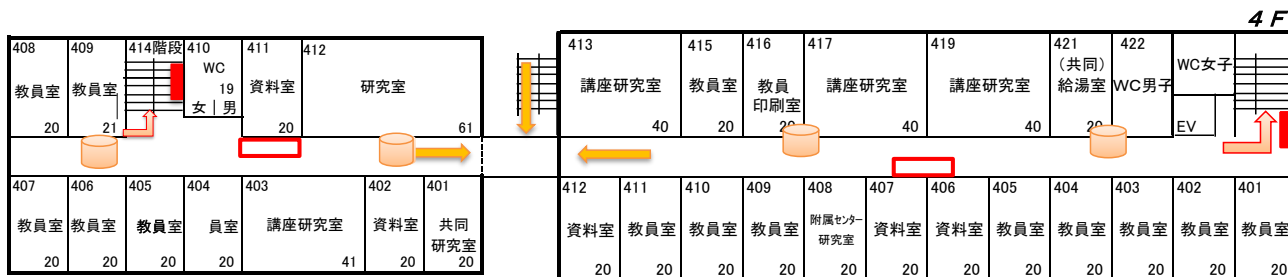 4 F
408
409
414階段
410
411
412
WC
19
女｜男
教員室
教員室
資料室
研究室
20
21
20
61
413
415
416
417
419
421
422
（共同）
WC女子
講座研究室
教員室
教員
印刷室
講座研究室
講座研究室
給湯室
WC男子
40
20
20
40
40
20
EV
407
406
405
404
403
402
401
教員室
教員室
教員室
員室
講座研究室
資料室
共同
研究室
20
20
20
20
41
20
20
412
411
410
409
408
407
406
405
404
403
402
401
資料室
教員室
教員室
教員室
附属センター
研究室
資料室
資料室
教員室
教員室
教員室
教員室
教員室
20
20
20
20
20
20
20
20
20
20
20
20